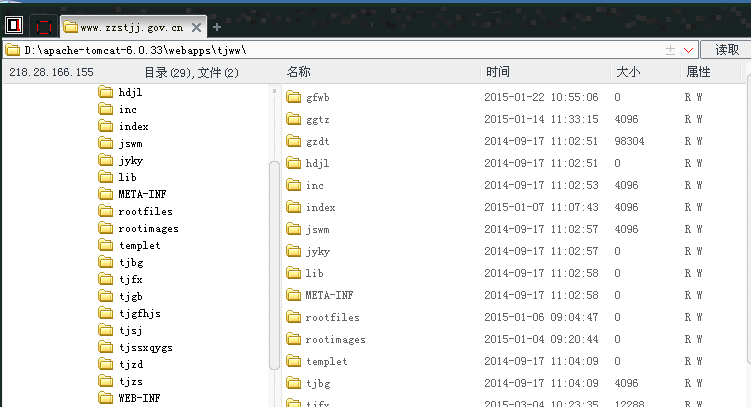 www.zzstjj.gov.cn
D:\apache-tomcat-6.0.33\webapps\tjww\ 读取
218.28.166.155 目录(29),文件(2) 名称 时间 大小 属性
hdjl
inc
index
jswm
jyky
lib
META-INF
rootfiles
rootimages
templet
tjbg
tjfx
tjgb
tjgfhjs
tjsj
tjssxqygs
tjzd
tjzs
WEB-INF
gfwb 2015-01-22 10:55:06 0 R W
ggtz 2015-01-14 11:33:15 4096 R W
gzdt 2014-09-17 11:02:51 98304 R W
hdjl 2014-09-17 11:02:51 0 R W
inc 2014-09-17 11:02:53 4096 R W
index 2015-01-07 11:07:43 4096 R W
jswm 2014-09-17 11:02:57 4096 R W
jyky 2014-09-17 11:02:57 0 R W
lib 2014-09-17 11:02:58 0 R W
META-INF 2014-09-17 11:02:58 0 R W
rootfiles 2015-01-06 09:04:47 0 R W
rootimages 2015-01-04 09:20:44 0 R W
templet 2014-09-17 11:04:09 0 R W
tjbg 2014-09-17 11:04:09 4096 R W
tjfx 2015-03-04 10:23:35 12288 R W